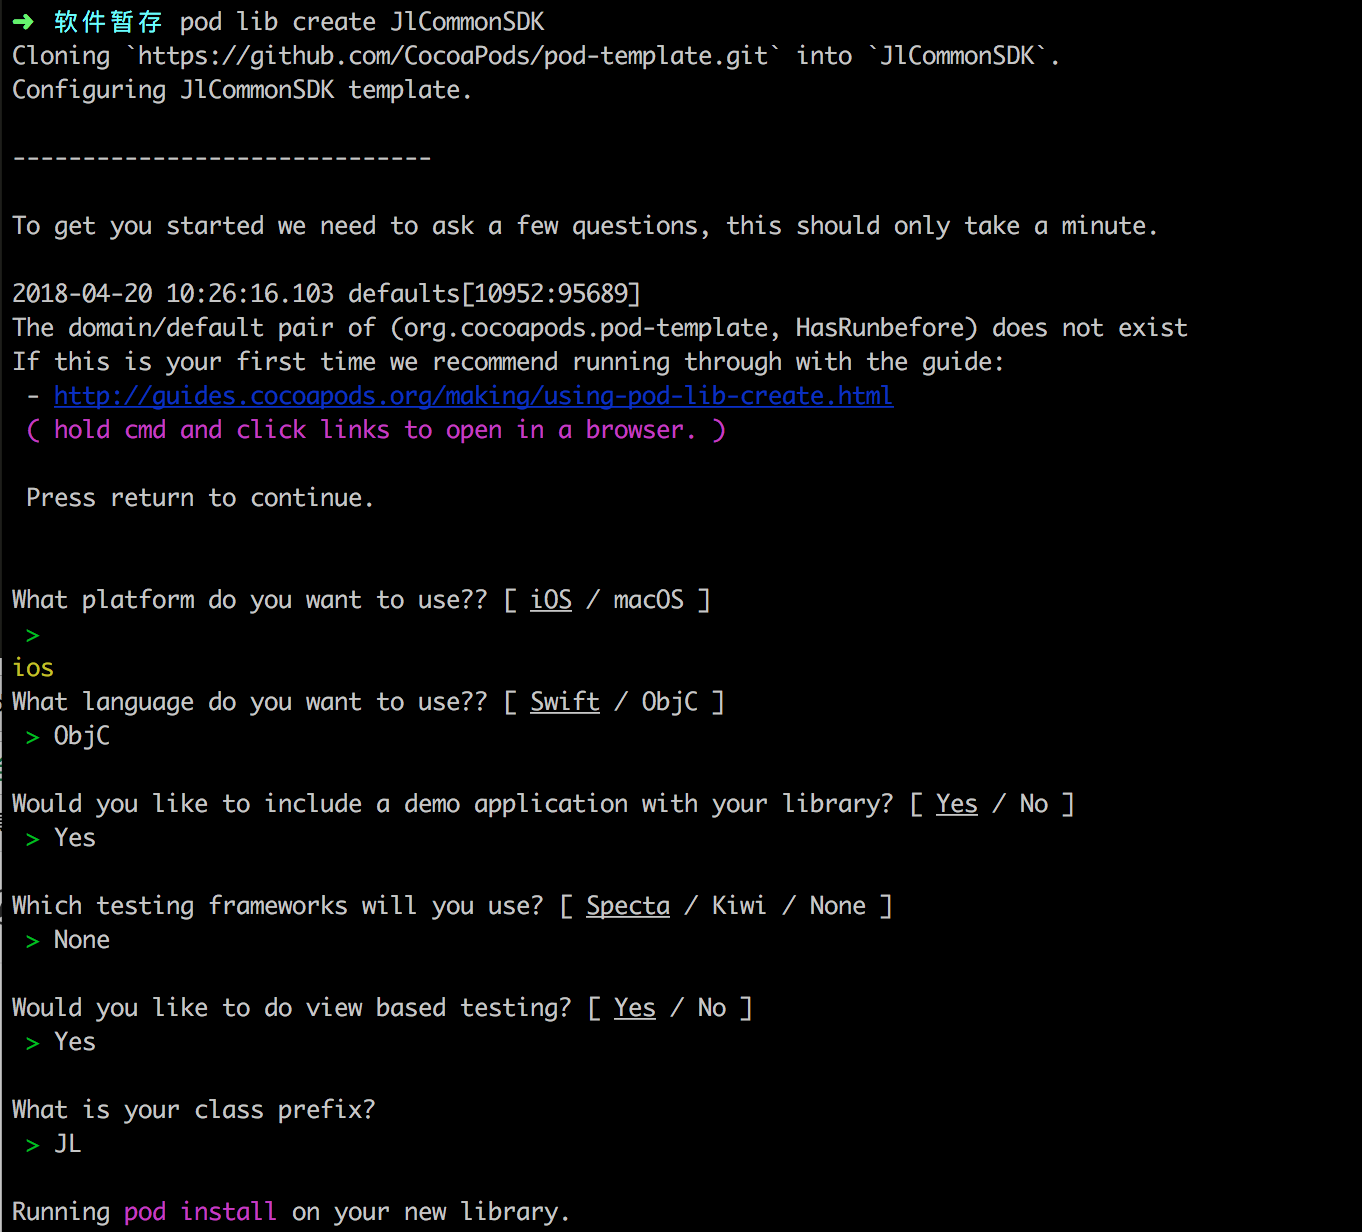 ➜ 软件暂存 pod lib create JlCommonSDK
Cloning `https://github.com/CocoaPods/pod-template.git` into `JlCommonSDK`.
Configuring JlCommonSDK template.
------------------------------
To get you started we need to ask a few questions, this should only take a minute.
2018-04-20 10:26:16.103 defaults[10952:95689]
The domain/default pair of (org.cocoapods.pod-template, HasRunbefore) does not exist
If this is your first time we recommend running through with the guide:
- http://guides.cocoapods.org/making/using-pod-lib-create.html
( hold cmd and click links to open in a browser. )
Press return to continue.
What platform do you want to use?? [ iOS / macOS ]
>
ios
What language do you want to use?? [ Swift / ObjC ]
> ObjC
Would you like to include a demo application with your library? [ Yes / No ]
> Yes
Which testing frameworks will you use? [ Specta / Kiwi / None ]
> None
Would you like to do view based testing? [ Yes / No ]
> Yes
What is your class prefix?
> JL
Running pod install on your new library.